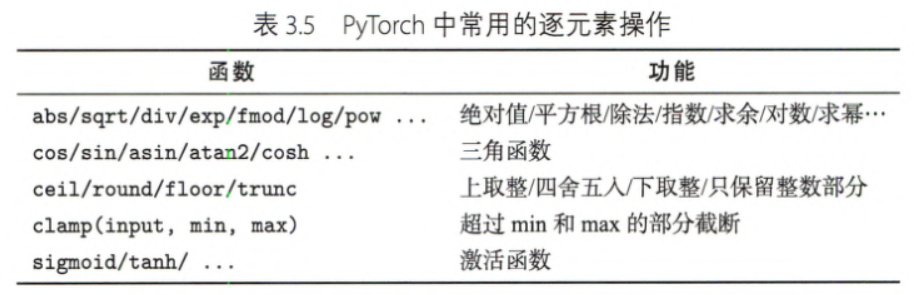 表 3.5 PyTorch 中常用的逐元素操作
函数 功能
abs/sqrt/div/exp/fmod/log/pow ... 绝对值/平方根/除法/指数/求余/对数/求幂…
cos/sin/asin/atan2/cosh ... 三角函数
ceil/round/floor/trunc 上取整/四舍五入/下取整/只保留整数部分
clamp(input, min, max) 超过 min 和 max 的部分截断
sigmoid/tanh/ ... 激活函数